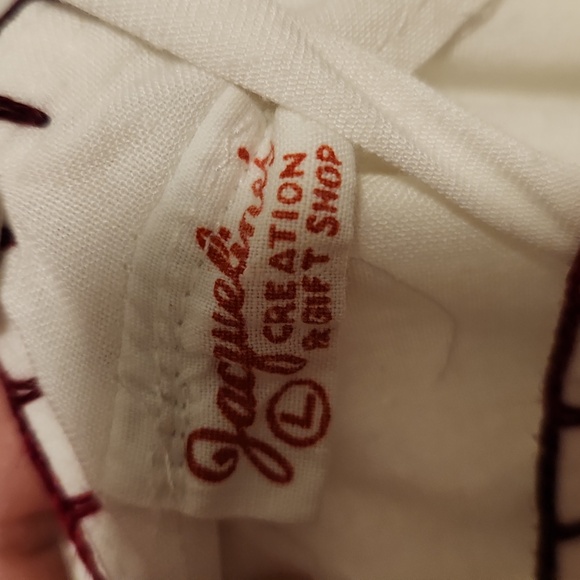 Jacqueline's
CREATION
& GIFT SHOP
L